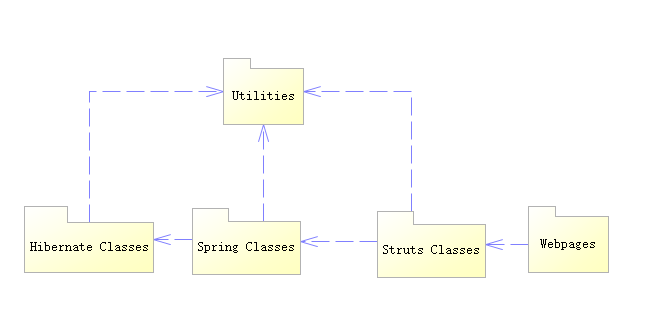 Utilities
Hibernate Classes
Spring Classes
Struts Classes
Webpages